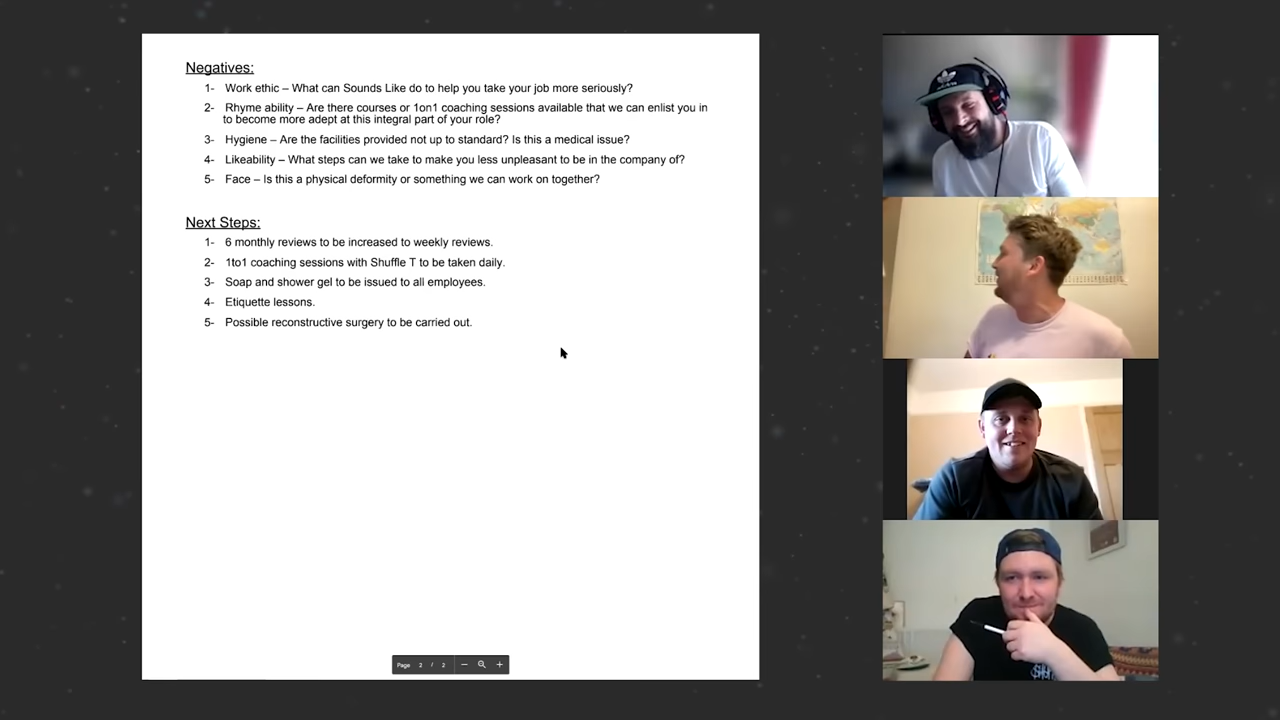 Negatives:
1- Work ethic – What can Sounds Like do to help you take your job more seriously?
2- Rhyme ability – Are there courses or 1on1 coaching sessions available that we can enlist you in
to become more adept at this integral part of your role?
3- Hygiene – Are the facilities provided not up to standard? Is this a medical issue?
4- Likeability – What steps can we take to make you less unpleasant to be in the company of?
5- Face – Is this a physical deformity or something we can work on together?
Next Steps:
1- 6 monthly reviews to be increased to weekly reviews.
2- 1to1 coaching sessions with Shuffle T to be taken daily.
3- Soap and shower gel to be issued to all employees.
4- Etiquette lessons.
5- Possible reconstructive surgery to be carried out.
Page 2 / 2